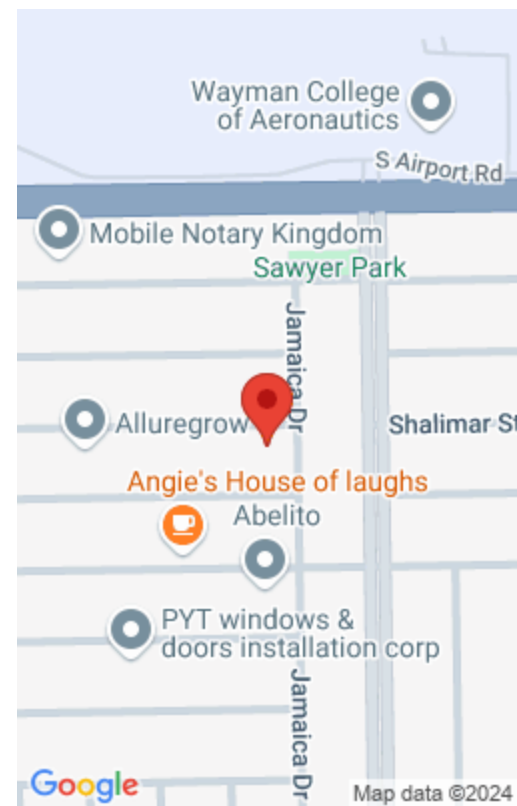 Wayman College
of Aeronautics
S Airport Rd
Mobile Notary Kingdom
Sawyer Park
Jamaica Dr
Alluregrow
Shalimar St
Angie's House of laughs
Abelito
PYT windows &
doors installation corp
Jamaica Dr
Google
Map data ©2024